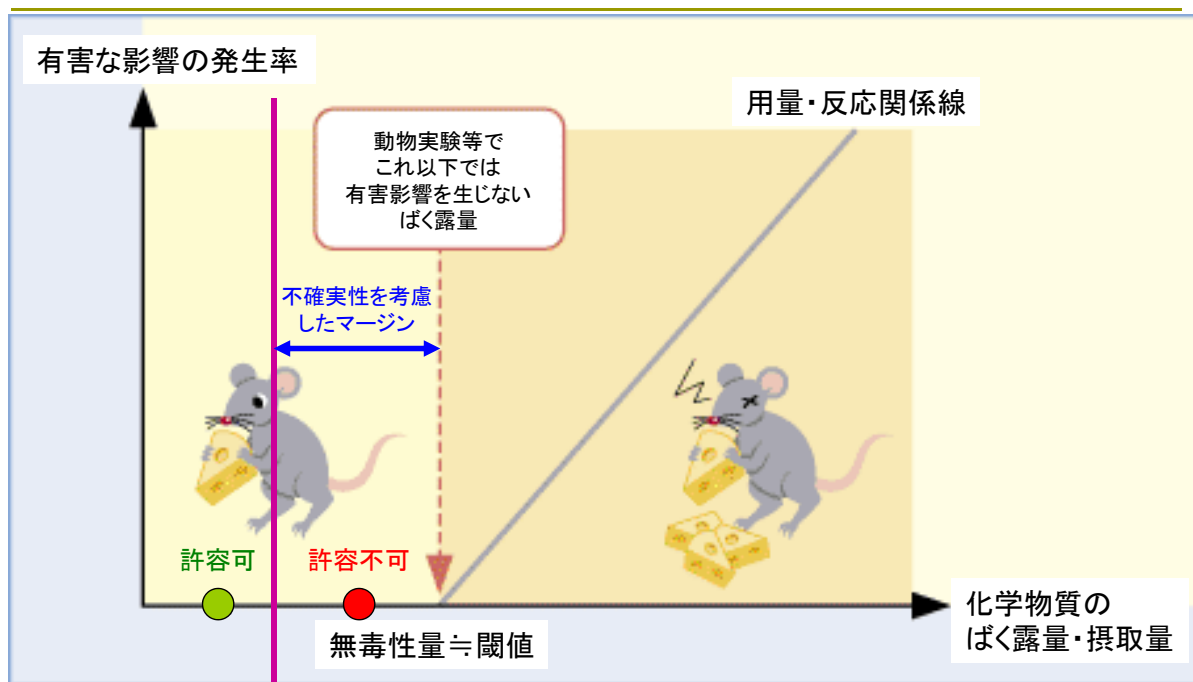 有害な影響の発生率
用量・反応関係線
動物実験等で
これ以下では
有害影響を生じない
ばく露量
不確実性を考慮
したマージン
許容可
許容不可
無毒性量≒閾値
化学物質の
ばく露量・摂取量